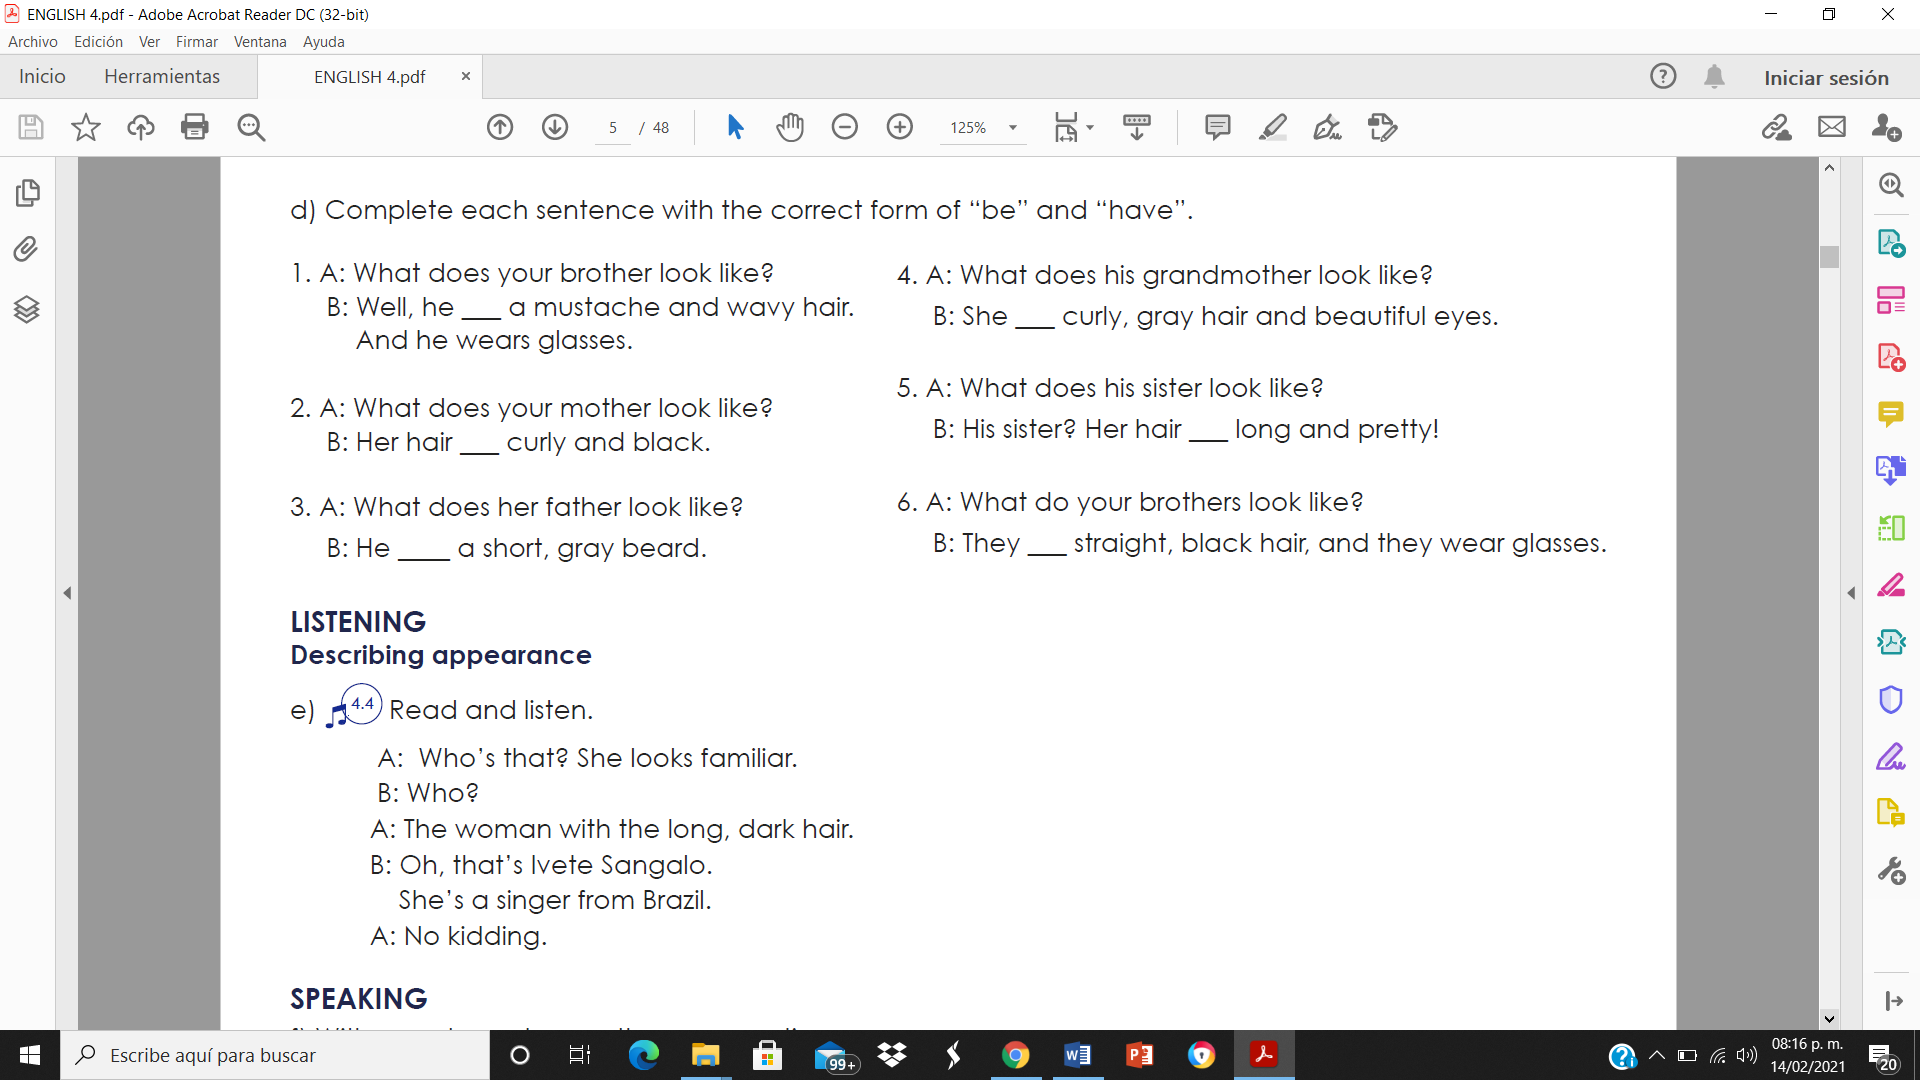 ENGLISH 4.pdf - Adobe Acrobat Reader DC (32-bit)
Archivo Edición Ver Firmar Ventana Ayuda
Inicio Herramientas ENGLISH 4.pdf × Iniciar sesión
5 / 48 125%
d) Complete each sentence with the correct form of “be” and “have”.
1. A: What does your brother look like?
B: Well, he ___ a mustache and wavy hair.
And he wears glasses.
2. A: What does your mother look like?
B: Her hair ___ curly and black.
3. A: What does her father look like?
B: He ____ a short, gray beard.
4. A: What does his grandmother look like?
B: She ___ curly, gray hair and beautiful eyes.
5. A: What does his sister look like?
B: His sister? Her hair ___ long and pretty!
6. A: What do your brothers look like?
B: They ___ straight, black hair, and they wear glasses.
LISTENING
Describing appearance
e) 4.4 Read and listen.
A: Who’s that? She looks familiar.
B: Who?
A: The woman with the long, dark hair.
B: Oh, that’s Ivete Sangalo.
She’s a singer from Brazil.
A: No kidding.
SPEAKING
Escribe aquí para buscar
99+
08:16 p. m.
14/02/2021
20